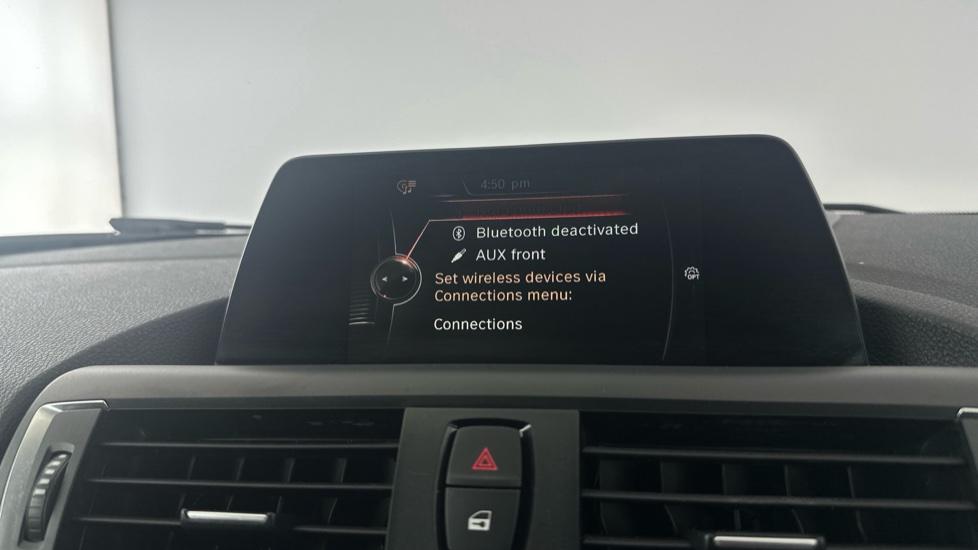 4:50 pm
Bluetooth deactivated
AUX front
Set wireless devices via
Connections menu:
Connections
OPT